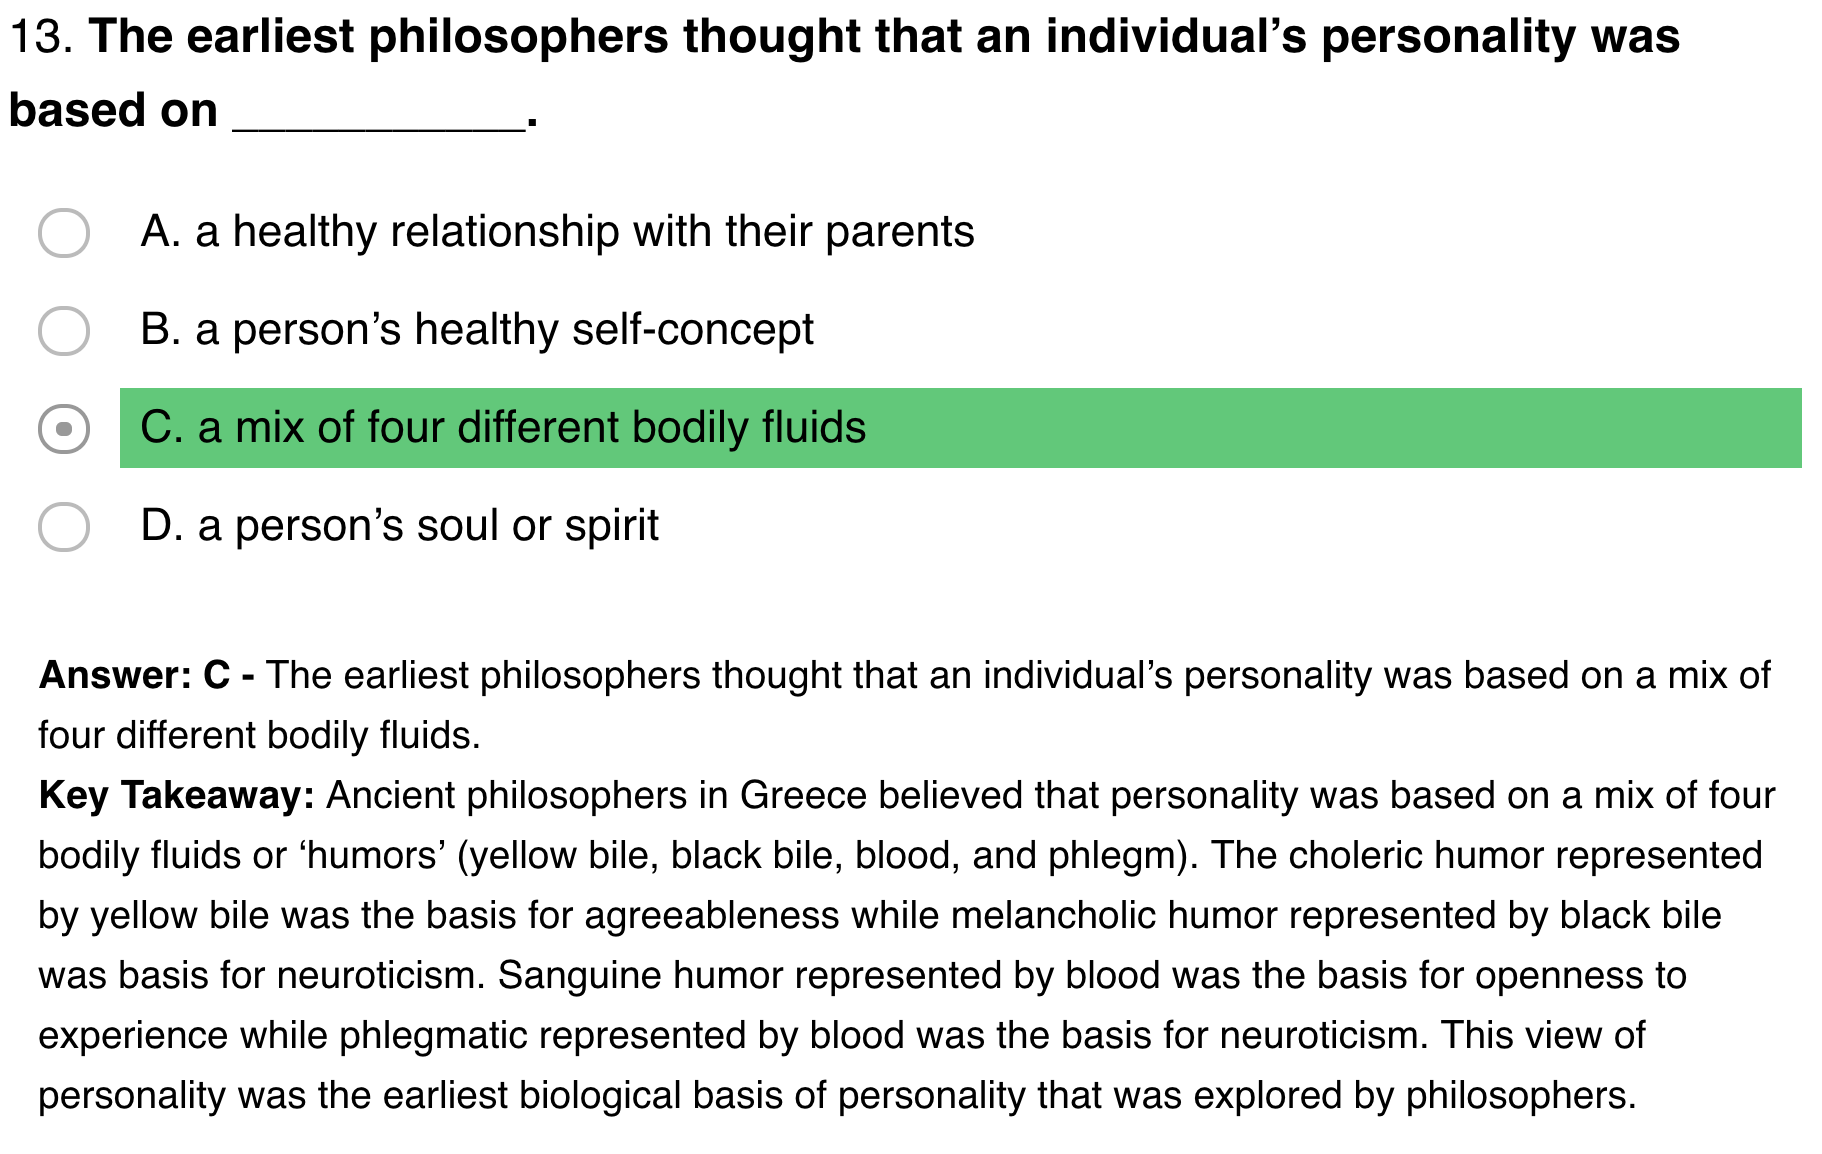 13. The earliest philosophers thought that an individual’s personality was
based on ____________.
A. a healthy relationship with their parents
B. a person’s healthy self-concept
C. a mix of four different bodily fluids
D. a person’s soul or spirit
Answer: C - The earliest philosophers thought that an individual’s personality was based on a mix of
four different bodily fluids.
Key Takeaway: Ancient philosophers in Greece believed that personality was based on a mix of four
bodily fluids or ‘humors’ (yellow bile, black bile, blood, and phlegm). The choleric humor represented
by yellow bile was the basis for agreeableness while melancholic humor represented by black bile
was basis for neuroticism. Sanguine humor represented by blood was the basis for openness to
experience while phlegmatic represented by blood was the basis for neuroticism. This view of
personality was the earliest biological basis of personality that was explored by philosophers.